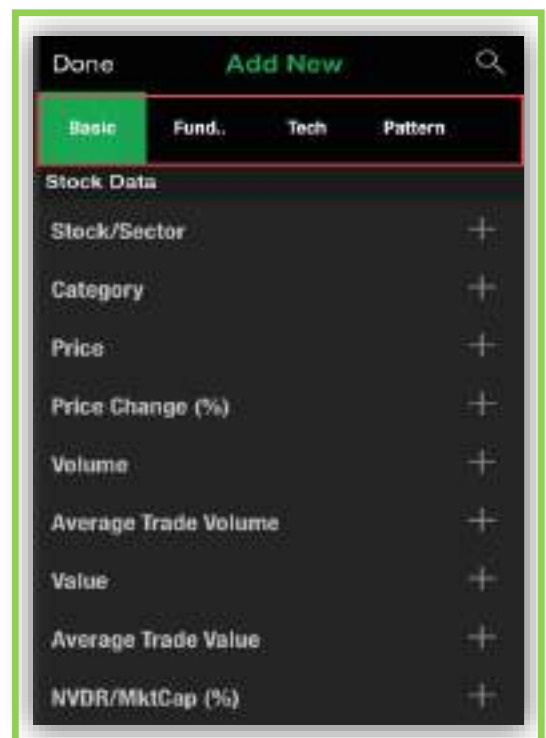 Done Add New
Basic Fund.. Tech Pattern
Stock Data
Stock/Sector
Category
Price
Price Change (%)
Volume
Average Trade Volume
Value
Average Trade Value
NVDR/MktCap (%)